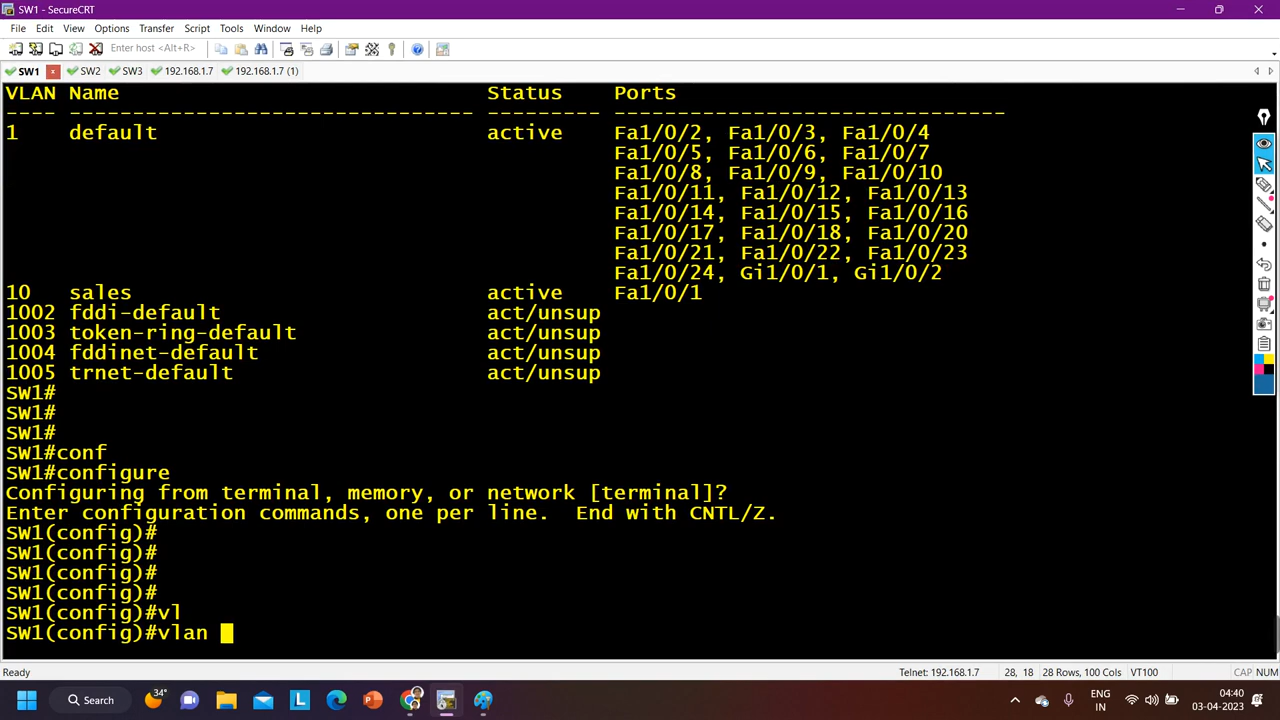 SW1 - SecureCRT
File Edit View Options Transfer Script Tools Window Help
Enter host <Alt+R>
SW1 x SW2 SW3 192.168.1.7 192.168.1.7 (1)
VLAN Name                             Status    Ports
---- -------------------------------- --------- -------------------------------
1    default                          active    Fa1/0/2, Fa1/0/3, Fa1/0/4
                                                Fa1/0/5, Fa1/0/6, Fa1/0/7
                                                Fa1/0/8, Fa1/0/9, Fa1/0/10
                                                Fa1/0/11, Fa1/0/12, Fa1/0/13
                                                Fa1/0/14, Fa1/0/15, Fa1/0/16
                                                Fa1/0/17, Fa1/0/18, Fa1/0/20
                                                Fa1/0/21, Fa1/0/22, Fa1/0/23
                                                Fa1/0/24, Gi1/0/1, Gi1/0/2
10   sales                            active    Fa1/0/1
1002 fddi-default                     act/unsup
1003 token-ring-default               act/unsup
1004 fddinet-default                  act/unsup
1005 trnet-default                    act/unsup
SW1#
SW1#
SW1#
SW1#conf
SW1#configure
Configuring from terminal, memory, or network [terminal]?
Enter configuration commands, one per line.  End with CNTL/Z.
SW1(config)#
SW1(config)#
SW1(config)#
SW1(config)#
SW1(config)#vl
SW1(config)#vlan
Ready Telnet: 192.168.1.7 28, 18 28 Rows, 100 Cols VT100 CAP NUM
34° Search L ENG 04:40
IN 03-04-2023